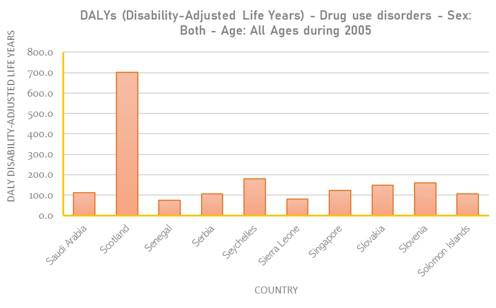 DALYs (Disability-Adjusted Life Years) - Drug use disorders - Sex:
Both - Age: All Ages during 2005
DALY DISABILITY-ADJUSTED LIFE YEARS
800.0
700.0
600.0
500.0
400.0
300.0
200.0
100.0
0.0
Saudi Arabia
Scotland
Senegal
Serbia
Seychelles
Sierra Leone
Singapore
Slovakia
Slovenia
Solomon Islands
COUNTRY